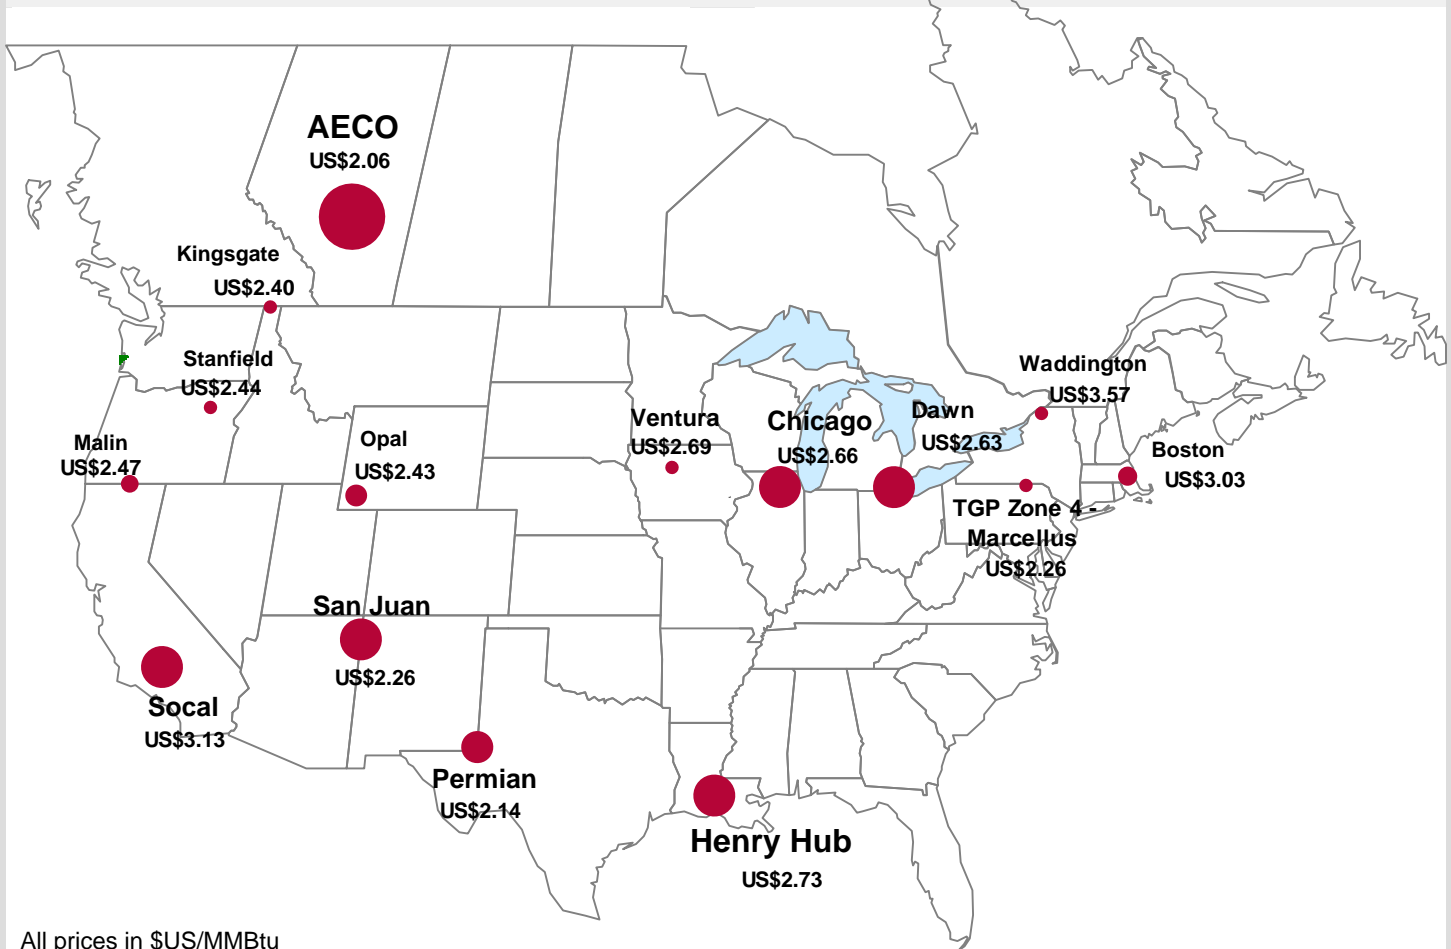 AECO
US$2.06
Kingsgate
US$2.40
Stanfield
US$2.44
Malin
US$2.47
Opal
US$2.43
Ventura
US$2.69
Chicago
US$2.66
Dawn
US$2.63
Waddington
US$3.57
Boston
US$3.03
TGP Zone 4 -
Marcellus
US$2.26
San Juan
US$2.26
Socal
US$3.13
Permian
US$2.14
Henry Hub
US$2.73
All prices in $US/MMBtu